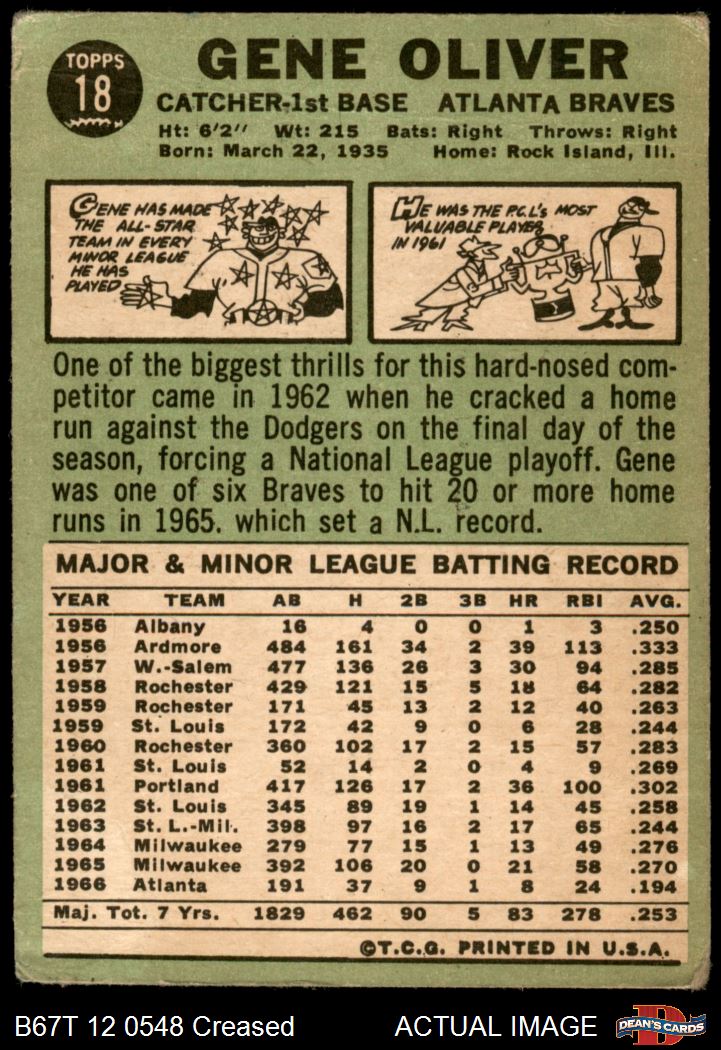 TOPPS
18
GENE OLIVER
CATCHER-1st BASE ATLANTA BRAVES
Ht: 6'2" Wt: 215 Bats: Right Throws: Right
Born: March 22, 1935 Home: Rock Island, Ill.
GENE HAS MADE
THE ALL-STAR
TEAM IN EVERY
MINOR LEAGUE
HE HAS
PLAYED
HE WAS THE P.C.L'S MOST
VALUABLE PLAYER
IN 1961
One of the biggest thrills for this hard-nosed com-
petitor came in 1962 when he cracked a home
run against the Dodgers on the final day of the
season, forcing a National League playoff. Gene
was one of six Braves to hit 20 or more home
runs in 1965. which set a N.L. record.
MAJOR & MINOR LEAGUE BATTING RECORD
YEAR TEAM AB H 2B 3B HR RBI AVG.
1956 Albany 16 4 0 0 1 3 .250
1956 Ardmore 484 161 34 2 39 113 .333
1957 W.-Salem 477 136 26 3 30 94 .285
1958 Rochester 429 121 15 5 18 64 .282
1959 Rochester 171 45 13 2 12 40 .263
1959 St. Louis 172 42 9 0 6 28 .244
1960 Rochester 360 102 17 2 15 57 .283
1961 St. Louis 52 14 2 0 4 9 .269
1961 Portland 417 126 17 2 36 100 .302
1962 St. Louis 345 89 19 1 14 45 .258
1963 St. L.-Mil. 398 97 16 2 17 65 .244
1964 Milwaukee 279 77 15 1 13 49 .276
1965 Milwaukee 392 106 20 0 21 58 .270
1966 Atlanta 191 37 9 1 8 24 .194
Maj. Tot. 7 Yrs. 1829 462 90 5 83 278 .253
©T.C.G. PRINTED IN U.S.A.
B67T 12 0548 Creased ACTUAL IMAGE
D
DEAN'S CARDS